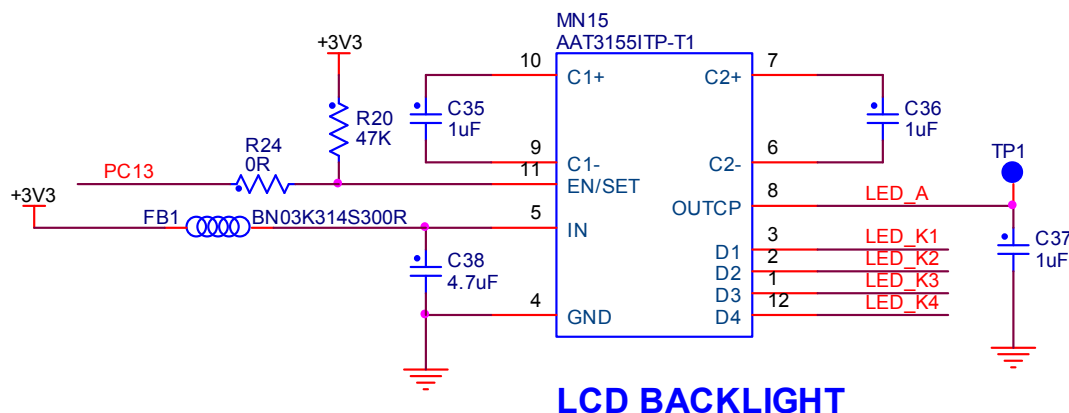 MN15
AAT3155ITP-T1
+3V3
10
C1+
C2+
7
C35
1uF
C36
1uF
R20
47K
R24
0R
9
C1-
C2-
6
PC13
11
EN/SET
TP1
+3V3
8
OUTCP
LED_A
FB1
BN03K314S300R
5
IN
3
D1
LED_K1
C37
1uF
2
D2
LED_K2
C38
4.7uF
1
D3
LED_K3
4
GND
12
D4
LED_K4
LCD BACKLIGHT